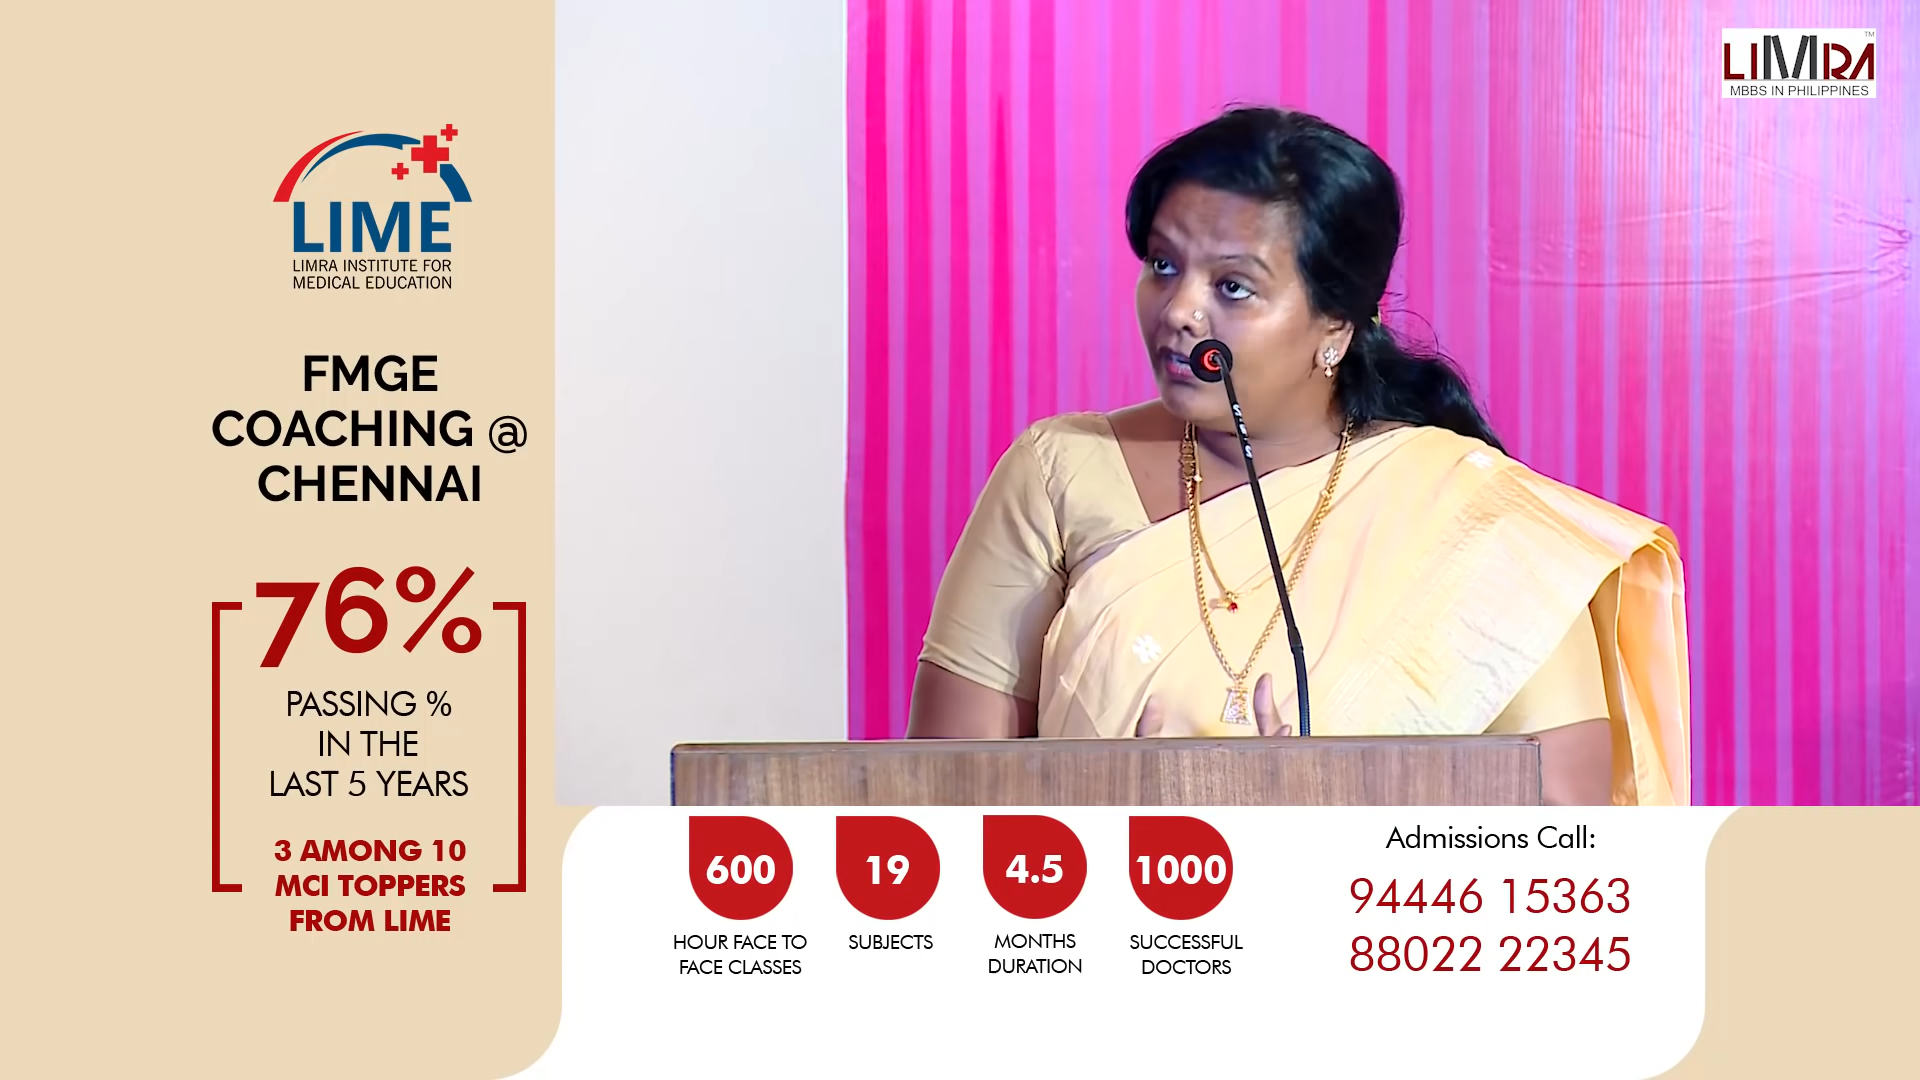 LIME
LIMRA INSTITUTE FOR
MEDICAL EDUCATION
FMGE
COACHING @
CHENNAI
76%
PASSING %
IN THE
LAST 5 YEARS
3 AMONG 10
MCI TOPPERS
FROM LIME
LIMRA TM
MBBS IN PHILIPPINES
600
HOUR FACE TO
FACE CLASSES
19
SUBJECTS
4.5
MONTHS
DURATION
1000
SUCCESSFUL
DOCTORS
Admissions Call:
94446 15363
88022 22345